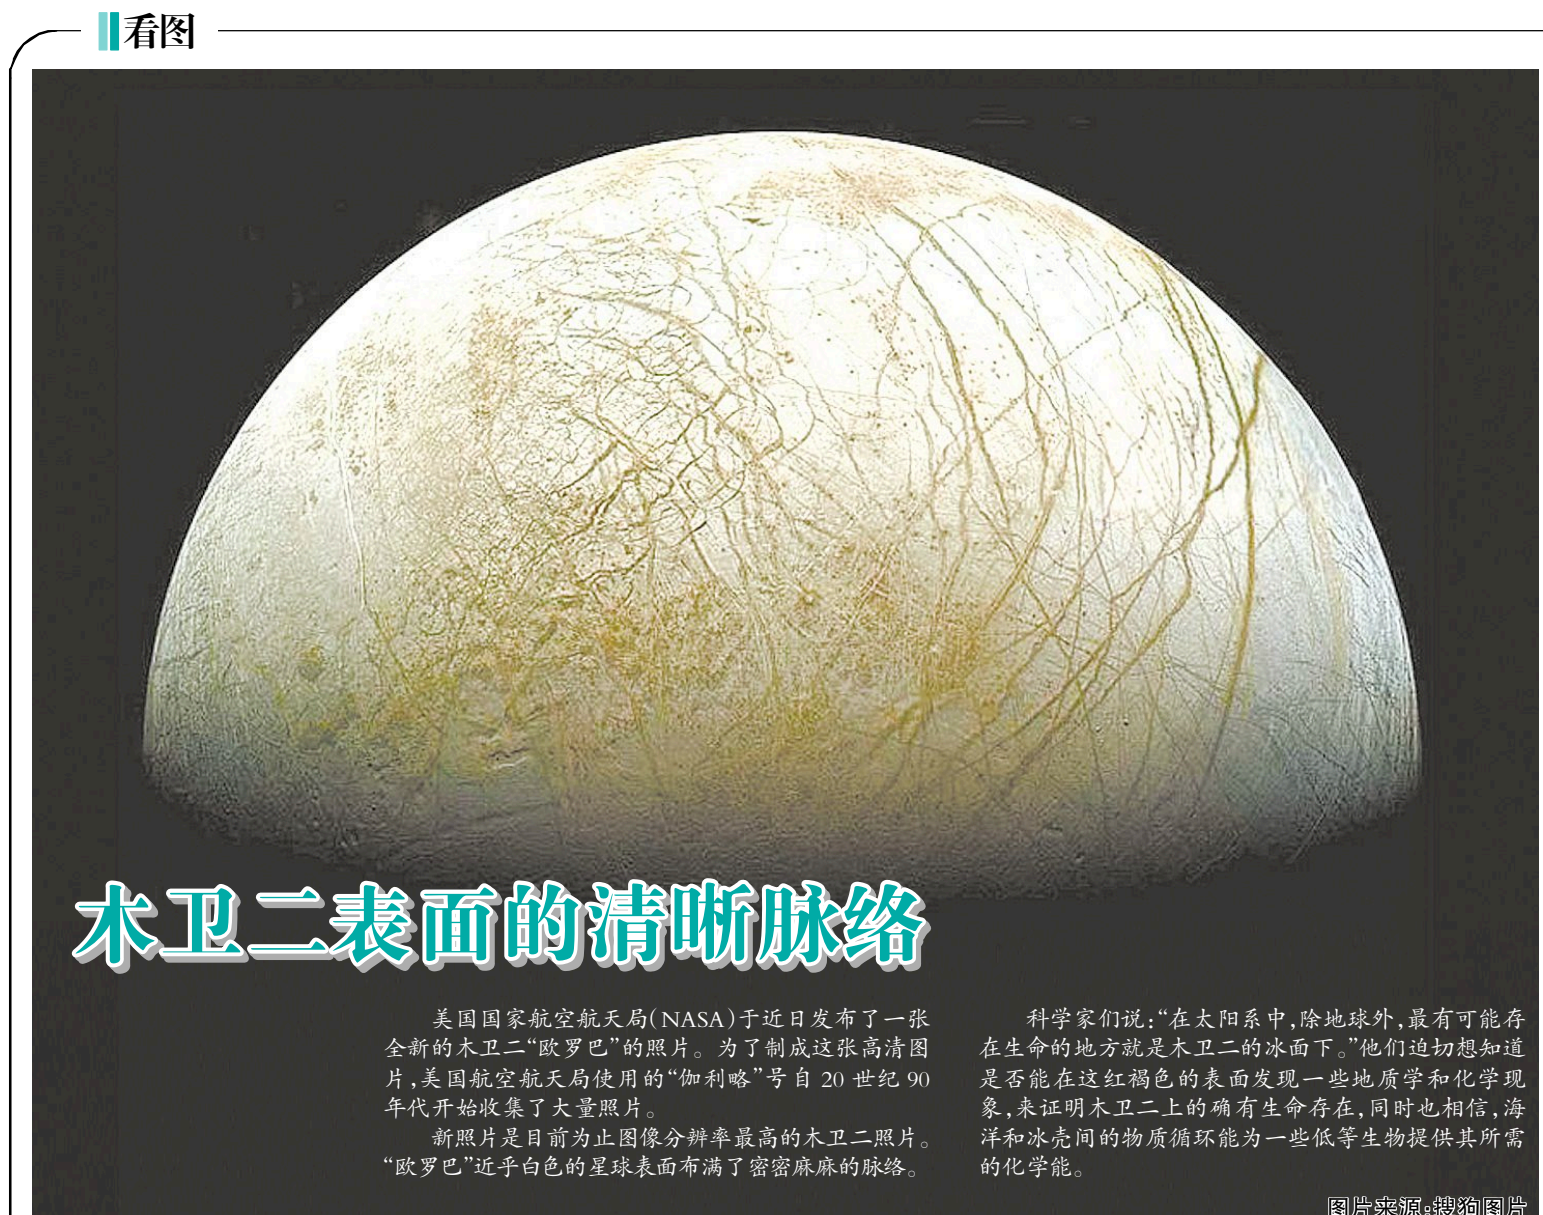 看图
木卫二表面的清晰脉络
美国国家航空航天局(NASA)于近日发布了一张
全新的木卫二“欧罗巴”的照片。为了制成这张高清图
片,美国航空航天局使用的“伽利略”号自 20 世纪 90
年代开始收集了大量照片。
新照片是目前为止图像分辨率最高的木卫二照片。
“欧罗巴”近乎白色的星球表面布满了密密麻麻的脉络。
科学家们说:“在太阳系中,除地球外,最有可能存
在生命的地方就是木卫二的冰面下。”他们迫切想知道
是否能在这红褐色的表面发现一些地质学和化学现
象,来证明木卫二上的确有生命存在,同时也相信,海
洋和冰壳间的物质循环能为一些低等生物提供其所需
的化学能。
图片来源:搜狗图片